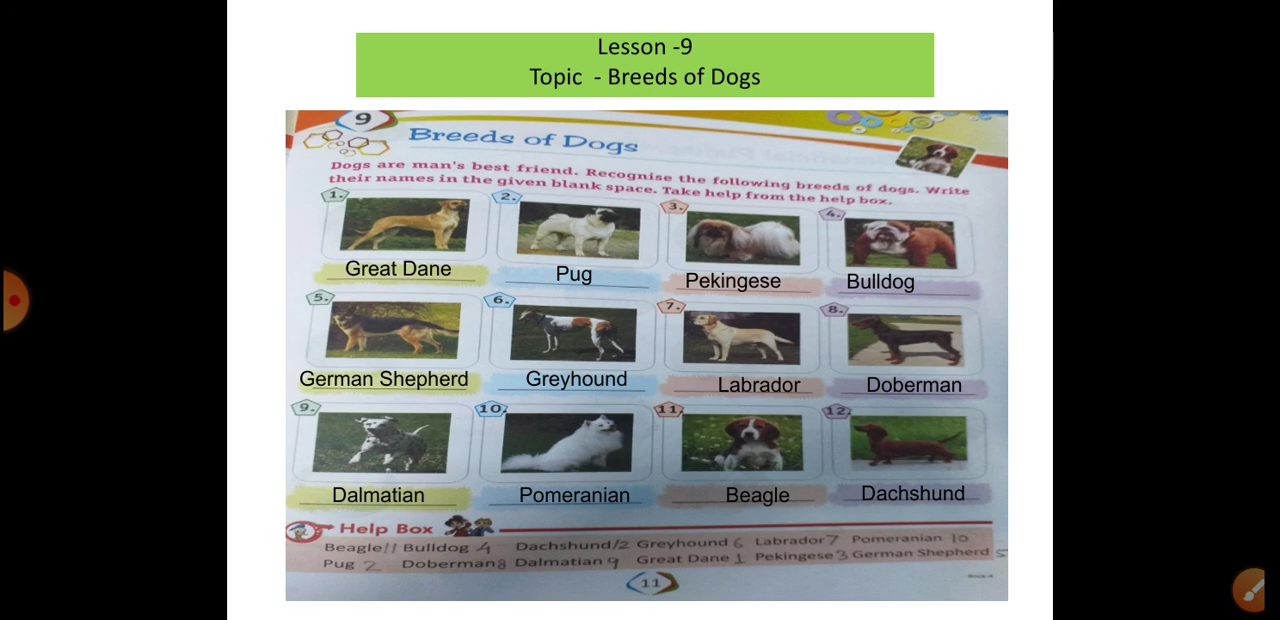 Lesson -9
Topic - Breeds of Dogs
9
Breeds of Dogs
Dogs are man's best friend. Recognise the following breeds of dogs. Write
their names in the given blank space. Take help from the help box.
1. 2. 3. 4.
Great Dane Pug Pekingese Bulldog
5. 6. 7. 8.
German Shepherd Greyhound Labrador Doberman
9. 10. 11. 12.
Dalmatian Pomeranian Beagle Dachshund
Help Box
Beagle 11 Bulldog 4 Dachshund 12 Greyhound 6 Labrador 7 Pomeranian 10
Pug 2 Doberman 8 Dalmatian 9 Great Dane 1 Pekingese 3 German Shepherd 5
11